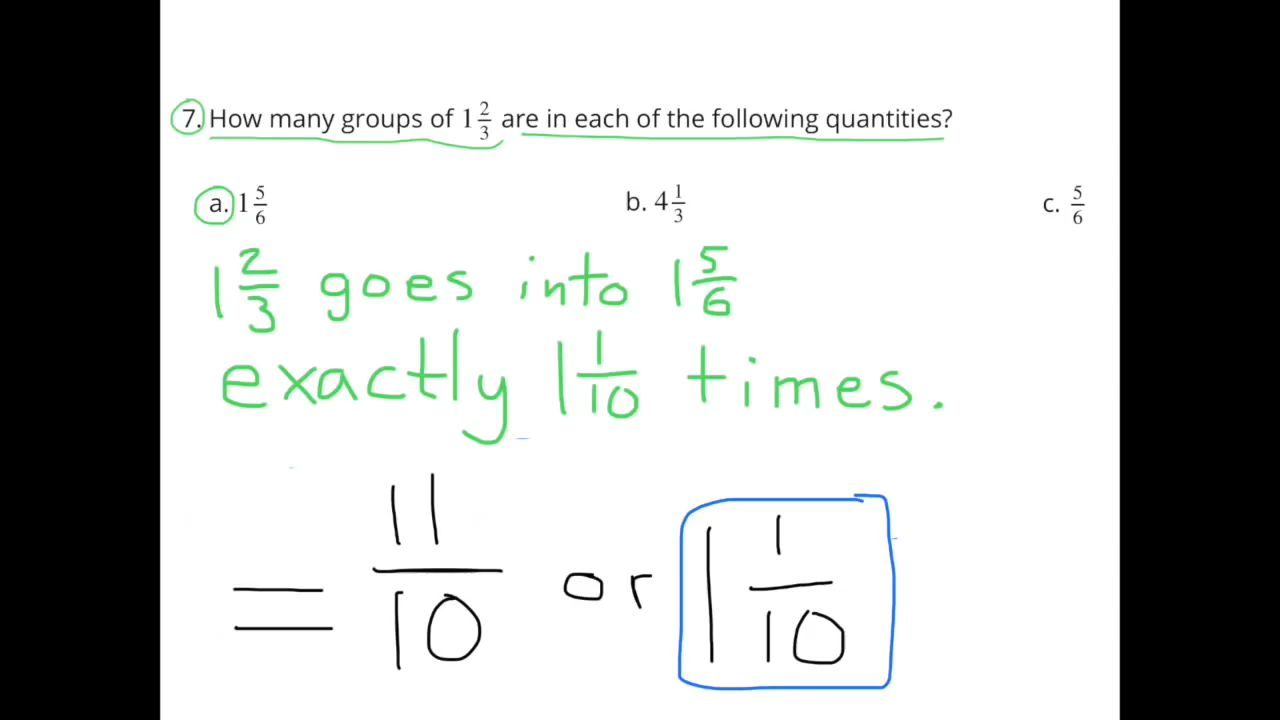 7. How many groups of 1 2/3 are in each of the following quantities?
a. 1 5/6 b. 4 1/3 c. 5/6
1 2/3 goes into 1 5/6
exactly 1 1/10 times.
= 11/10 or 1 1/10